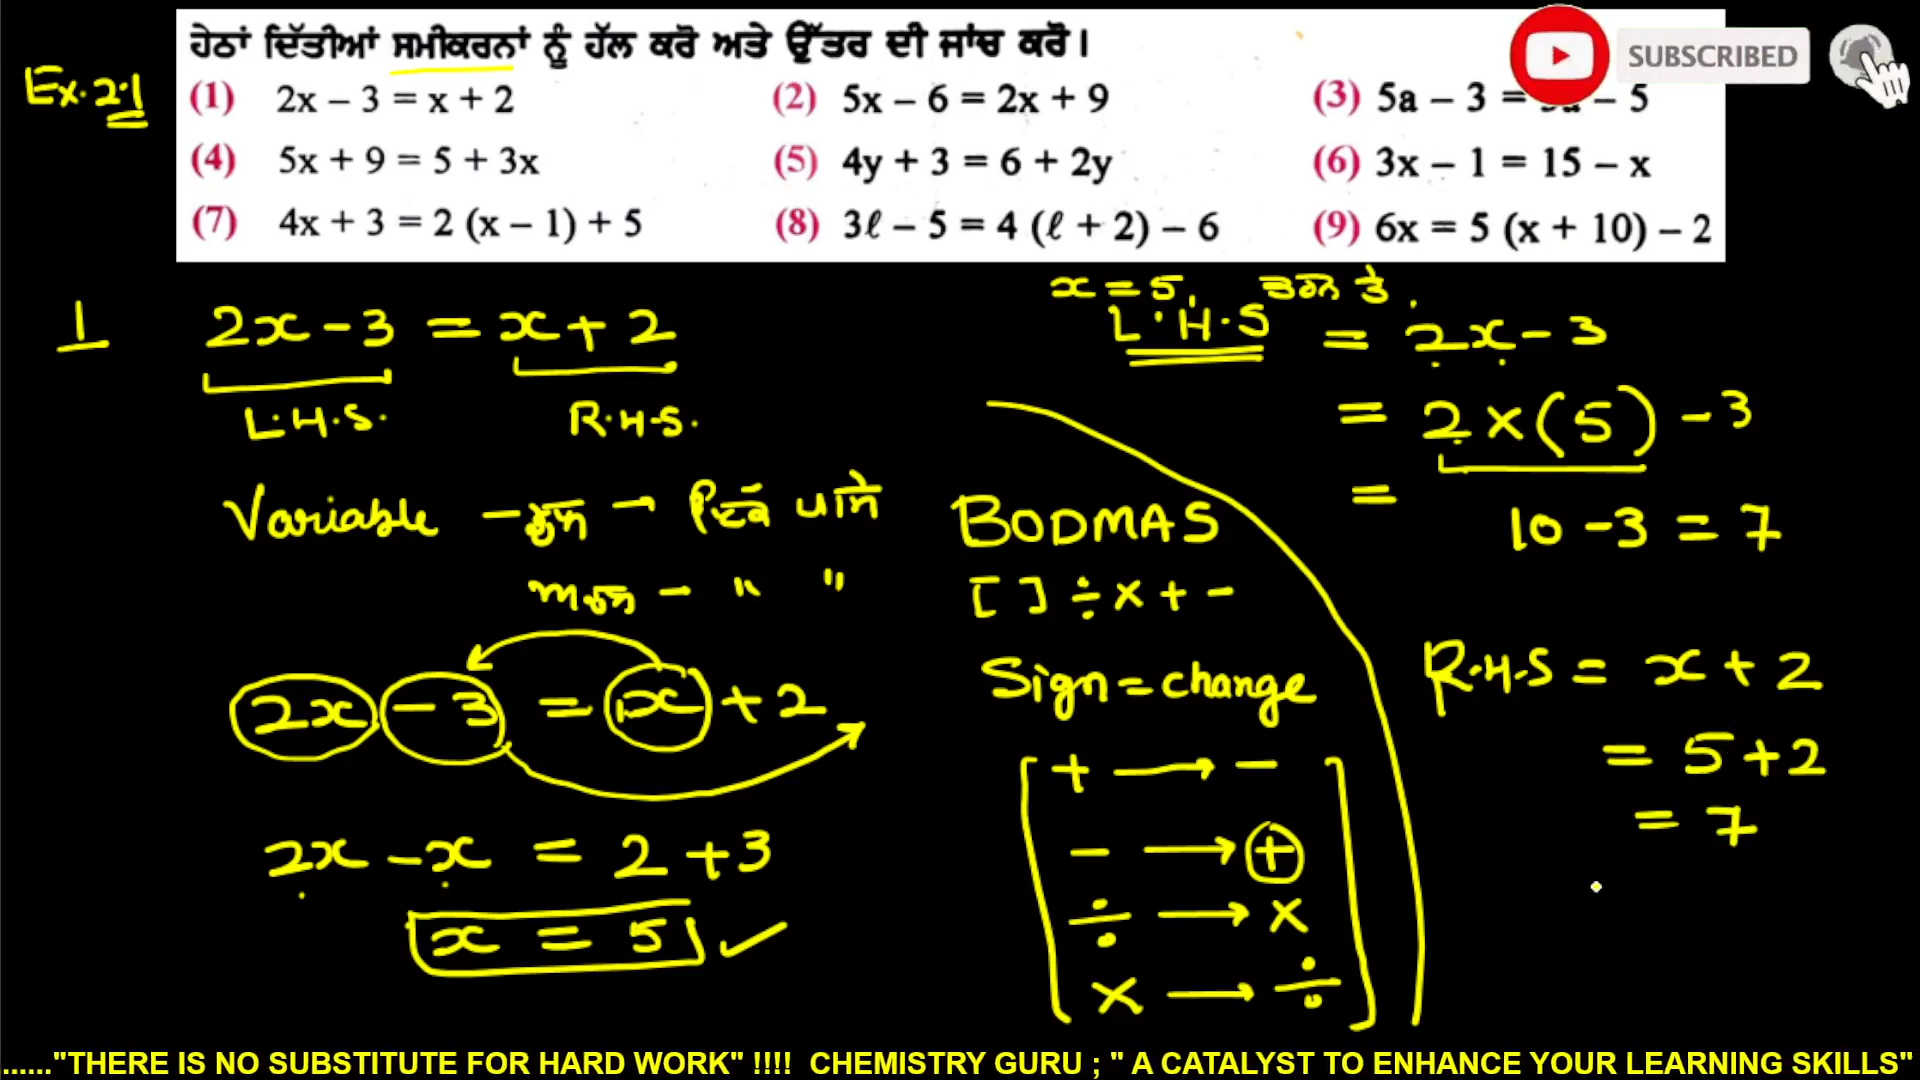 ਹੇਠਾਂ ਦਿੱਤੀਆਂ ਸਮੀਕਰਨਾਂ ਨੂੰ ਹੱਲ ਕਰੋ ਅਤੇ ਉੱਤਰ ਦੀ ਜਾਂਚ ਕਰੋ।
SUBSCRIBED
Ex. 2.1
(1) 2x – 3 = x + 2 (2) 5x – 6 = 2x + 9 (3) 5a – 3 = – 5
(4) 5x + 9 = 5 + 3x (5) 4y + 3 = 6 + 2y (6) 3x – 1 = 15 – x
(7) 4x + 3 = 2 (x – 1) + 5 (8) 3ℓ – 5 = 4 (ℓ + 2) – 6 (9) 6x = 5 (x + 10) – 2
1 2x - 3 = x + 2
L.H.S. R.H.S.
Variable - ਚੱਲ → ਇੱਕ ਪਾਸੇ
ਅਚਲ - " "
2x - 3 = x + 2
2x - x = 2 + 3
x = 5 ✓
BODMAS
[ ] ÷ × + -
Sign = change
+ → -
- → +
÷ → ×
× → ÷
x = 5,
L.H.S = 2x - 3
= 2 × (5) - 3
= 10 - 3 = 7
R.H.S = x + 2
= 5 + 2
= 7
......"THERE IS NO SUBSTITUTE FOR HARD WORK" !!!! CHEMISTRY GURU ; " A CATALYST TO ENHANCE YOUR LEARNING SKILLS"